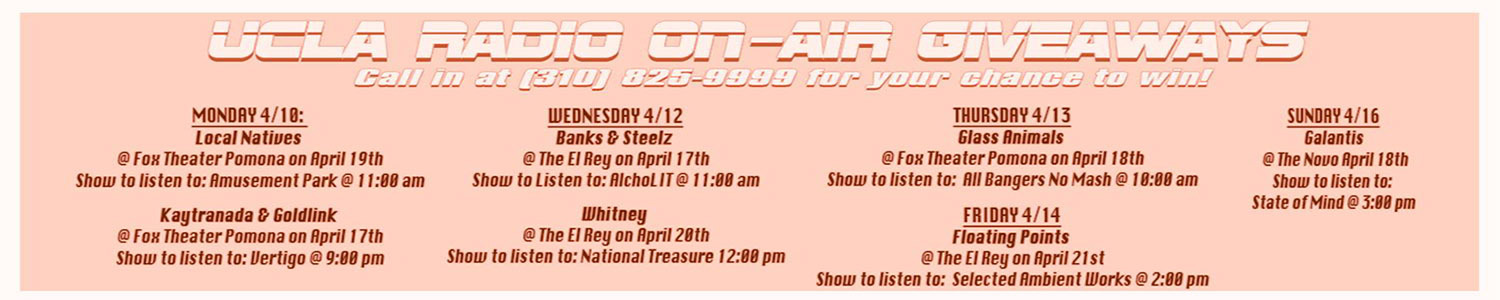 UCLA RADIO ON-AIR GIVEAWAYS
Call in at (310) 825-9999 for your chance to win!
MONDAY 4/10:
Local Natives
@ Fox Theater Pomona on April 19th
Show to listen to: Amusement Park @ 11:00 am
Kaytranada & Goldlink
@ Fox Theater Pomona on April 17th
Show to listen to: Vertigo @ 9:00 pm
WEDNESDAY 4/12
Banks & Steelz
@ The El Rey on April 17th
Show to Listen to: AlchoLIT @ 11:00 am
Whitney
@ The El Rey on April 20th
Show to listen to: National Treasure 12:00 pm
THURSDAY 4/13
Glass Animals
@ Fox Theater Pomona on April 18th
Show to listen to: All Bangers No Mash @ 10:00 am
FRIDAY 4/14
Floating Points
@ The El Rey on April 21st
Show to listen to: Selected Ambient Works @ 2:00 pm
SUNDAY 4/16
Galantis
@ The Novo April 18th
Show to listen to:
State of Mind @ 3:00 pm